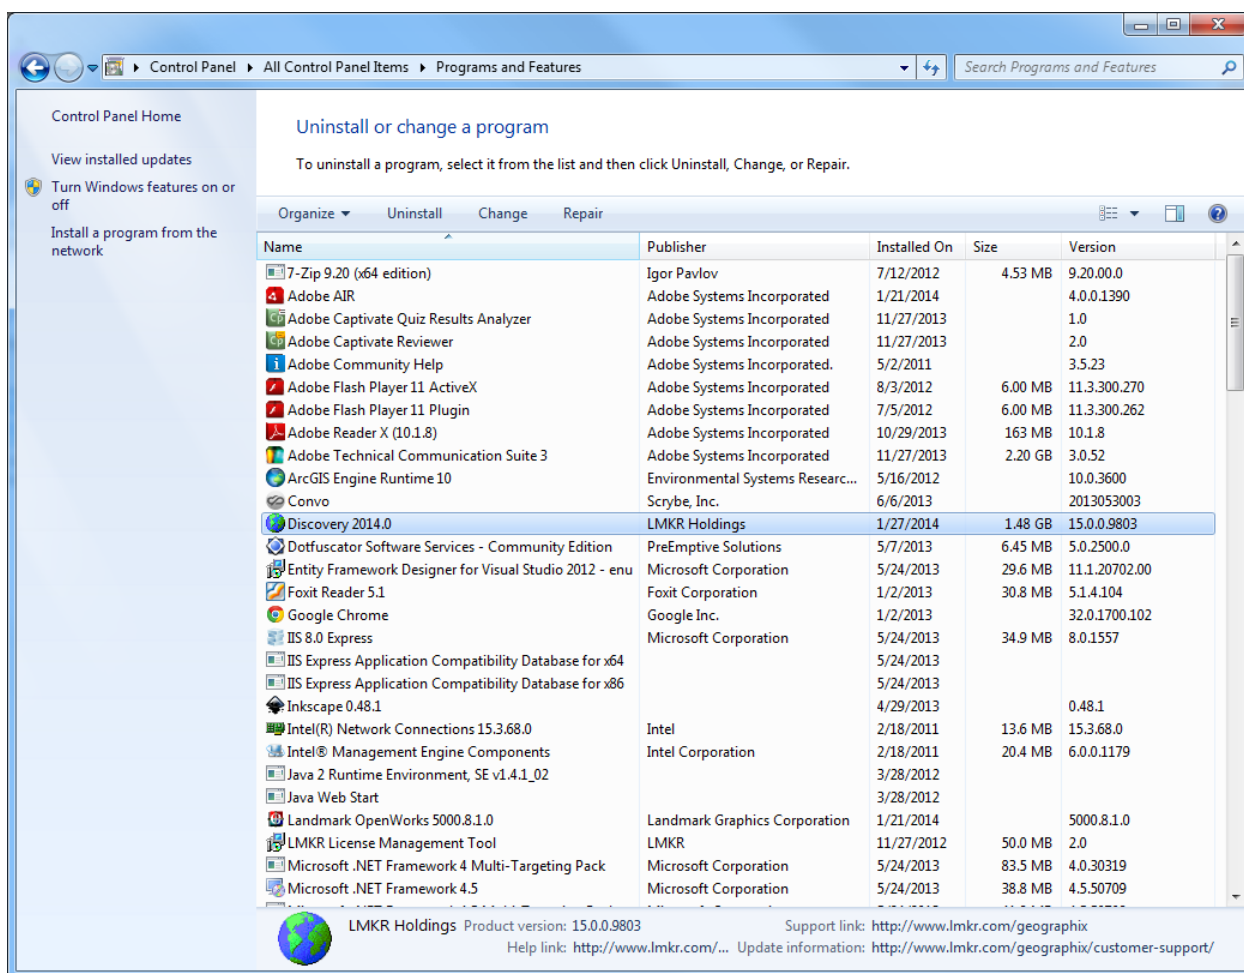 Control Panel All Control Panel Items Programs and Features Search Programs and Features
Control Panel Home
View installed updates
Turn Windows features on or
off
Install a program from the
network
Uninstall or change a program
To uninstall a program, select it from the list and then click Uninstall, Change, or Repair.
Organize Uninstall Change Repair
Name Publisher Installed On Size Version
7-Zip 9.20 (x64 edition) Igor Pavlov 7/12/2012 4.53 MB 9.20.00.0
Adobe AIR Adobe Systems Incorporated 1/21/2014 4.0.0.1390
Adobe Captivate Quiz Results Analyzer Adobe Systems Incorporated 11/27/2013 1.0
Adobe Captivate Reviewer Adobe Systems Incorporated 11/27/2013 2.0
Adobe Community Help Adobe Systems Incorporated. 5/2/2011 3.5.23
Adobe Flash Player 11 ActiveX Adobe Systems Incorporated 8/3/2012 6.00 MB 11.3.300.270
Adobe Flash Player 11 Plugin Adobe Systems Incorporated 7/5/2012 6.00 MB 11.3.300.262
Adobe Reader X (10.1.8) Adobe Systems Incorporated 10/29/2013 163 MB 10.1.8
Adobe Technical Communication Suite 3 Adobe Systems Incorporated 11/27/2013 2.20 GB 3.0.52
ArcGIS Engine Runtime 10 Environmental Systems Researc... 5/16/2012 10.0.3600
Convo Scrybe, Inc. 6/6/2013 2013053003
Discovery 2014.0 LMKR Holdings 1/27/2014 1.48 GB 15.0.0.9803
Dotfuscator Software Services - Community Edition PreEmptive Solutions 5/7/2013 6.45 MB 5.0.2500.0
Entity Framework Designer for Visual Studio 2012 - enu Microsoft Corporation 5/24/2013 29.6 MB 11.1.20702.00
Foxit Reader 5.1 Foxit Corporation 1/2/2013 30.8 MB 5.1.4.104
Google Chrome Google Inc. 1/2/2013 32.0.1700.102
IIS 8.0 Express Microsoft Corporation 5/24/2013 34.9 MB 8.0.1557
IIS Express Application Compatibility Database for x64 5/24/2013
IIS Express Application Compatibility Database for x86 5/24/2013
Inkscape 0.48.1 4/29/2013 0.48.1
Intel(R) Network Connections 15.3.68.0 Intel 2/18/2011 13.6 MB 15.3.68.0
Intel® Management Engine Components Intel Corporation 2/18/2011 20.4 MB 6.0.0.1179
Java 2 Runtime Environment, SE v1.4.1_02 3/28/2012
Java Web Start 3/28/2012
Landmark OpenWorks 5000.8.1.0 Landmark Graphics Corporation 1/21/2014 5000.8.1.0
LMKR License Management Tool LMKR 11/27/2012 50.0 MB 2.0
Microsoft .NET Framework 4 Multi-Targeting Pack Microsoft Corporation 5/24/2013 83.5 MB 4.0.30319
Microsoft .NET Framework 4.5 Microsoft Corporation 5/24/2013 38.8 MB 4.5.50709
LMKR Holdings Product version: 15.0.0.9803 Support link: http://www.lmkr.com/geographix
Help link: http://www.lmkr.com/... Update information: http://www.lmkr.com/geographix/customer-support/